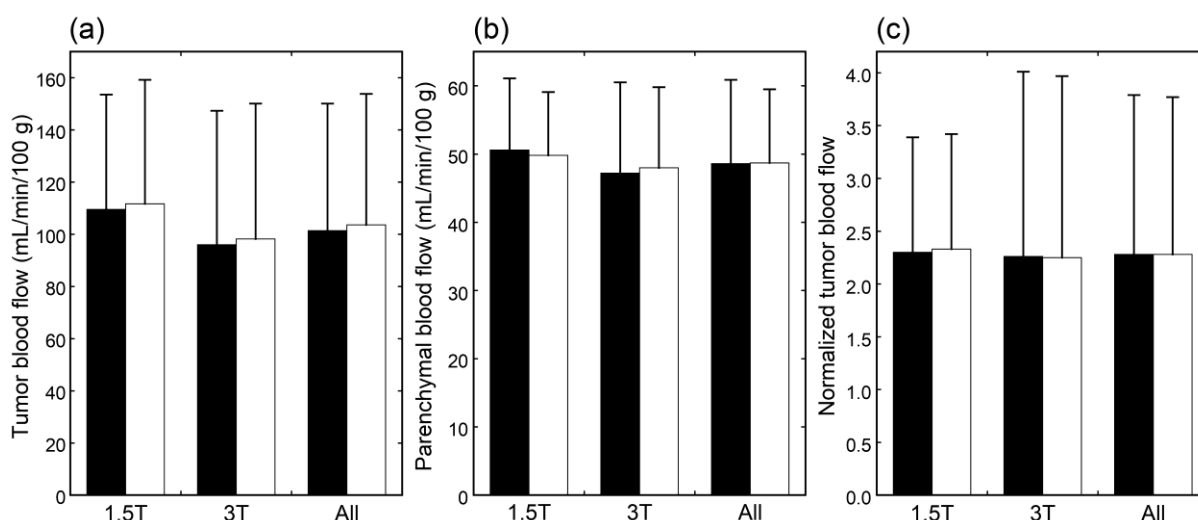 (a)
Tumor blood flow (mL/min/100 g)
160
140
120
100
80
60
40
20
0
1.5T 3T All
(b)
Parenchymal blood flow (mL/min/100 g)
60
50
40
30
20
10
0
1.5T 3T All
(c)
Normalized tumor blood flow
4.0
3.5
3.0
2.5
2.0
1.5
1.0
0.5
0.0
1.5T 3T All